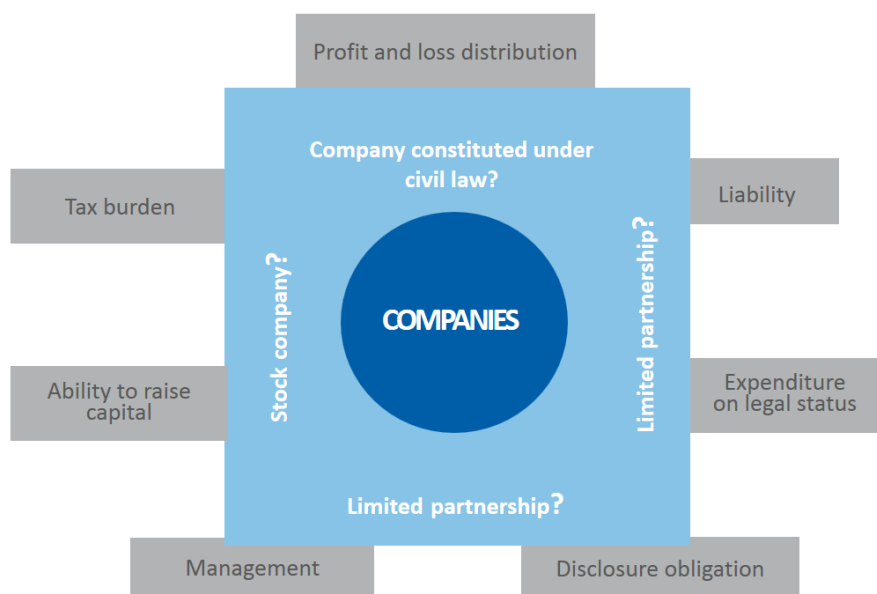 Profit and loss distribution
Company constituted under
civil law?
Tax burden
Liability
Stock company?
COMPANIES
Limited partnership?
Ability to raise
capital
Expenditure
on legal status
Limited partnership?
Management
Disclosure obligation